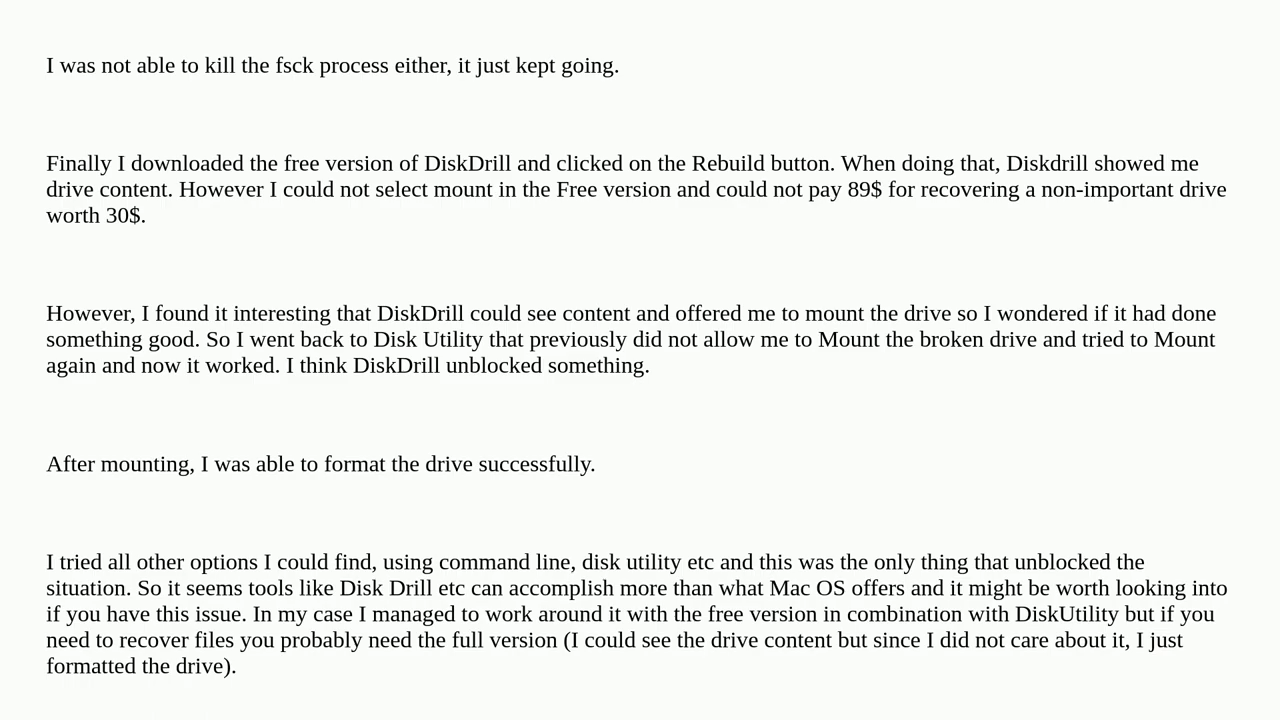 I was not able to kill the fsck process either, it just kept going.
Finally I downloaded the free version of DiskDrill and clicked on the Rebuild button. When doing that, Diskdrill showed me
drive content. However I could not select mount in the Free version and could not pay 89$ for recovering a non-important drive
worth 30$.
However, I found it interesting that DiskDrill could see content and offered me to mount the drive so I wondered if it had done
something good. So I went back to Disk Utility that previously did not allow me to Mount the broken drive and tried to Mount
again and now it worked. I think DiskDrill unblocked something.
After mounting, I was able to format the drive successfully.
I tried all other options I could find, using command line, disk utility etc and this was the only thing that unblocked the
situation. So it seems tools like Disk Drill etc can accomplish more than what Mac OS offers and it might be worth looking into
if you have this issue. In my case I managed to work around it with the free version in combination with DiskUtility but if you
need to recover files you probably need the full version (I could see the drive content but since I did not care about it, I just
formatted the drive).